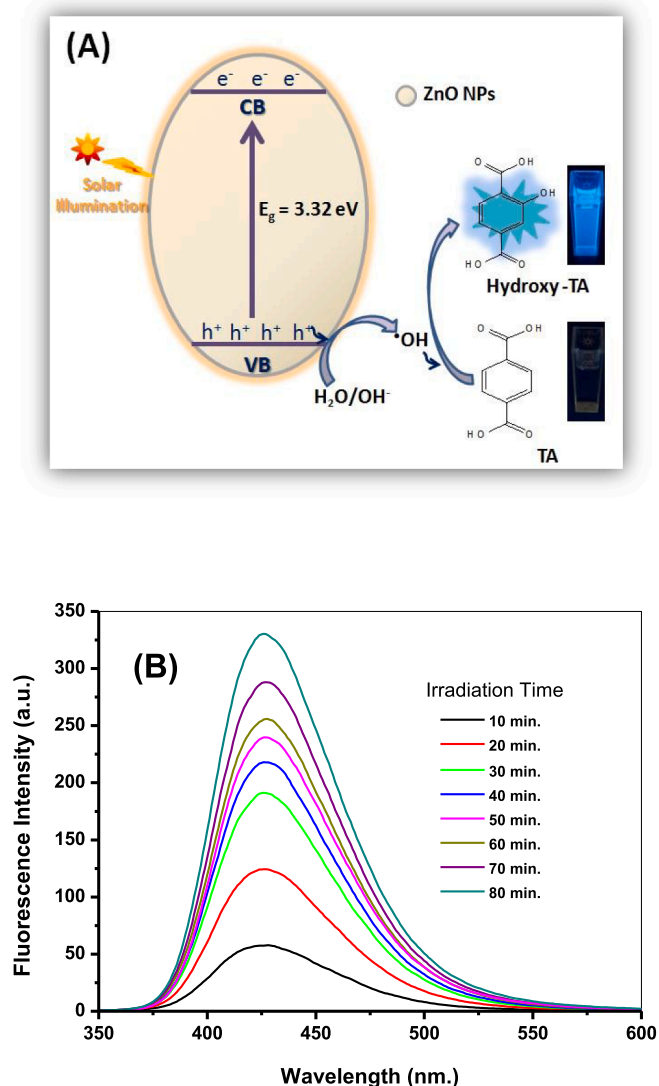 (A)
e⁻ e⁻ e⁻
CB
ZnO NPs
Solar
Illumination
E_g = 3.32 eV
O
OH
OH
HO
O
Hydroxy-TA
h⁺ h⁺ h⁺ h⁺
VB
•OH
H₂O/OH⁻
O
OH
HO
O
TA
350
300
250
200
150
100
50
0
Fluorescence Intensity (a.u.)
(B)
Irradiation Time
10 min.
20 min.
30 min.
40 min.
50 min.
60 min.
70 min.
80 min.
350 400 450 500 550 600
Wavelength (nm.)